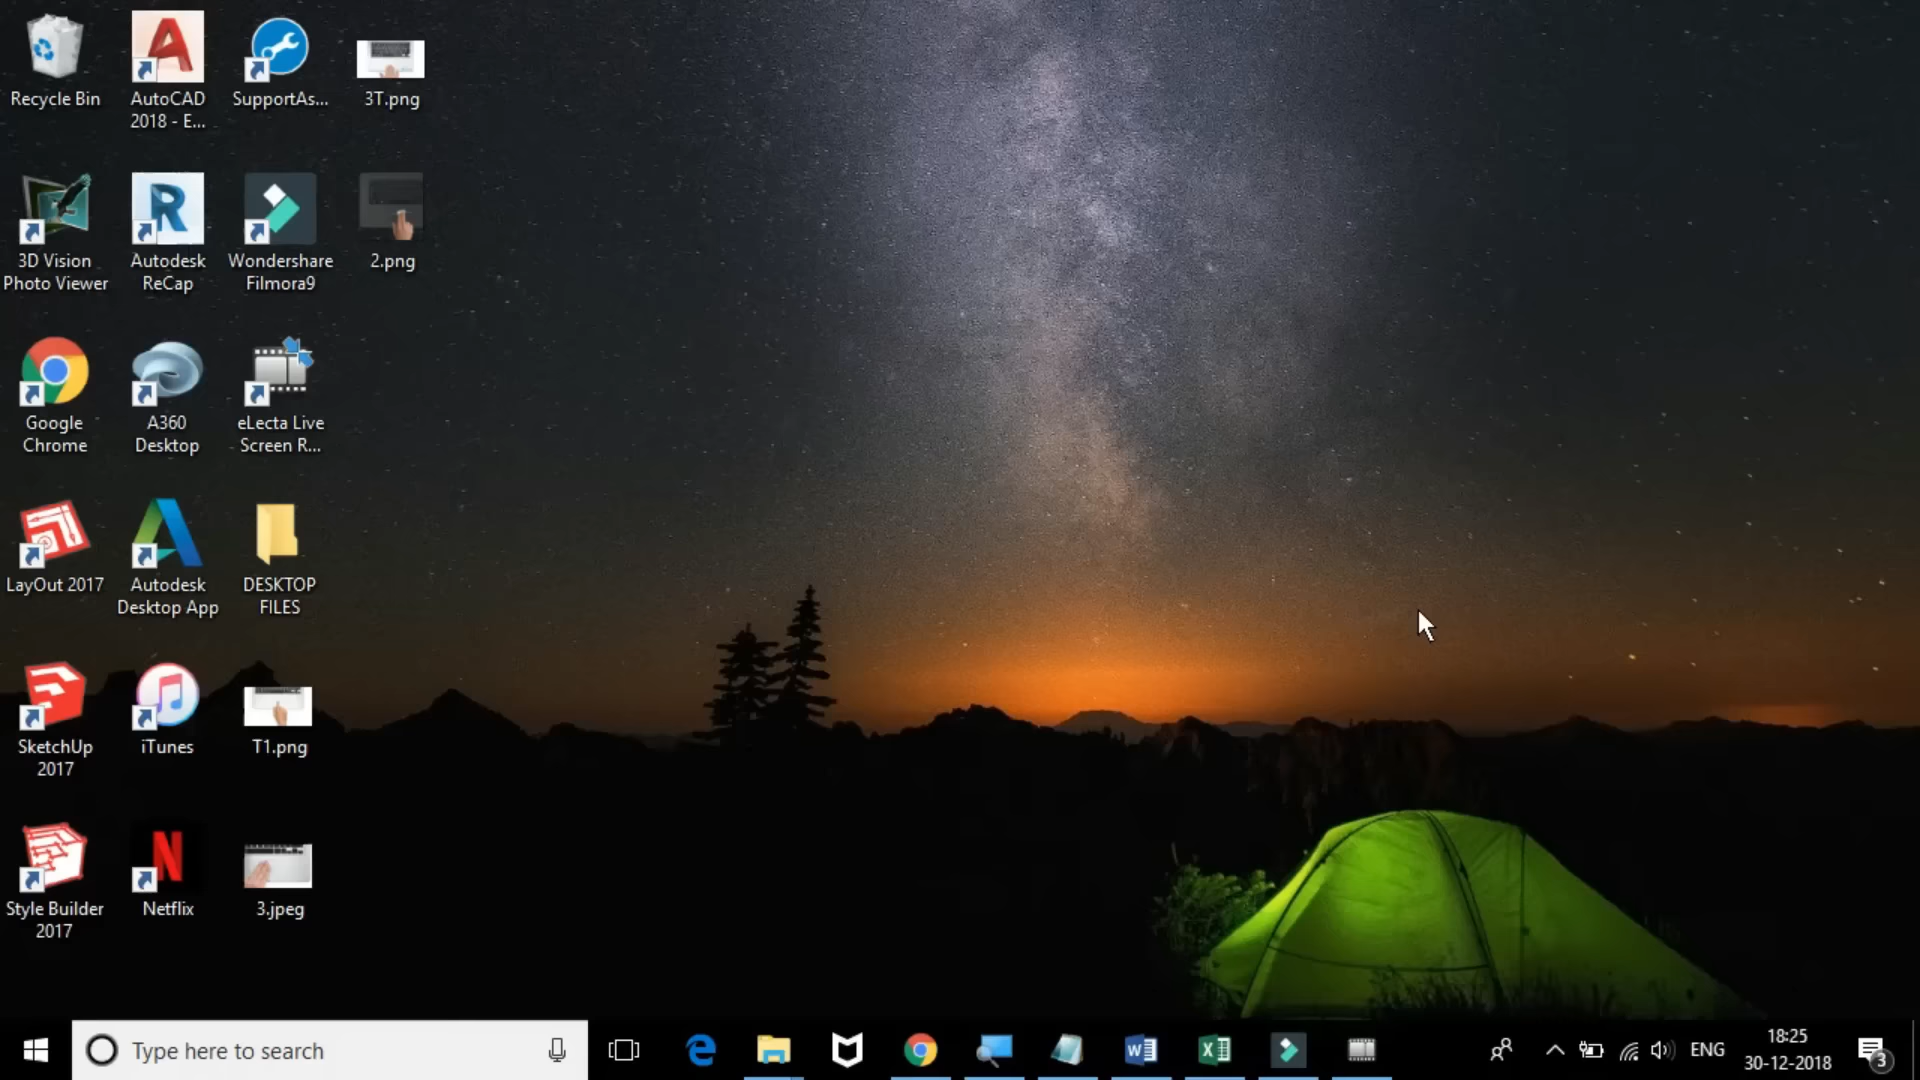 Recycle Bin
AutoCAD
2018 - E...
SupportAs...
3T.png
3D Vision
Photo Viewer
Autodesk
ReCap
Wondershare
Filmora9
2.png
Google
Chrome
A360
Desktop
eLecta Live
Screen R...
LayOut 2017
Autodesk
Desktop App
DESKTOP
FILES
SketchUp
2017
iTunes
T1.png
Style Builder
2017
Netflix
3.jpeg
Type here to search
ENG
18:25
30-12-2018
3